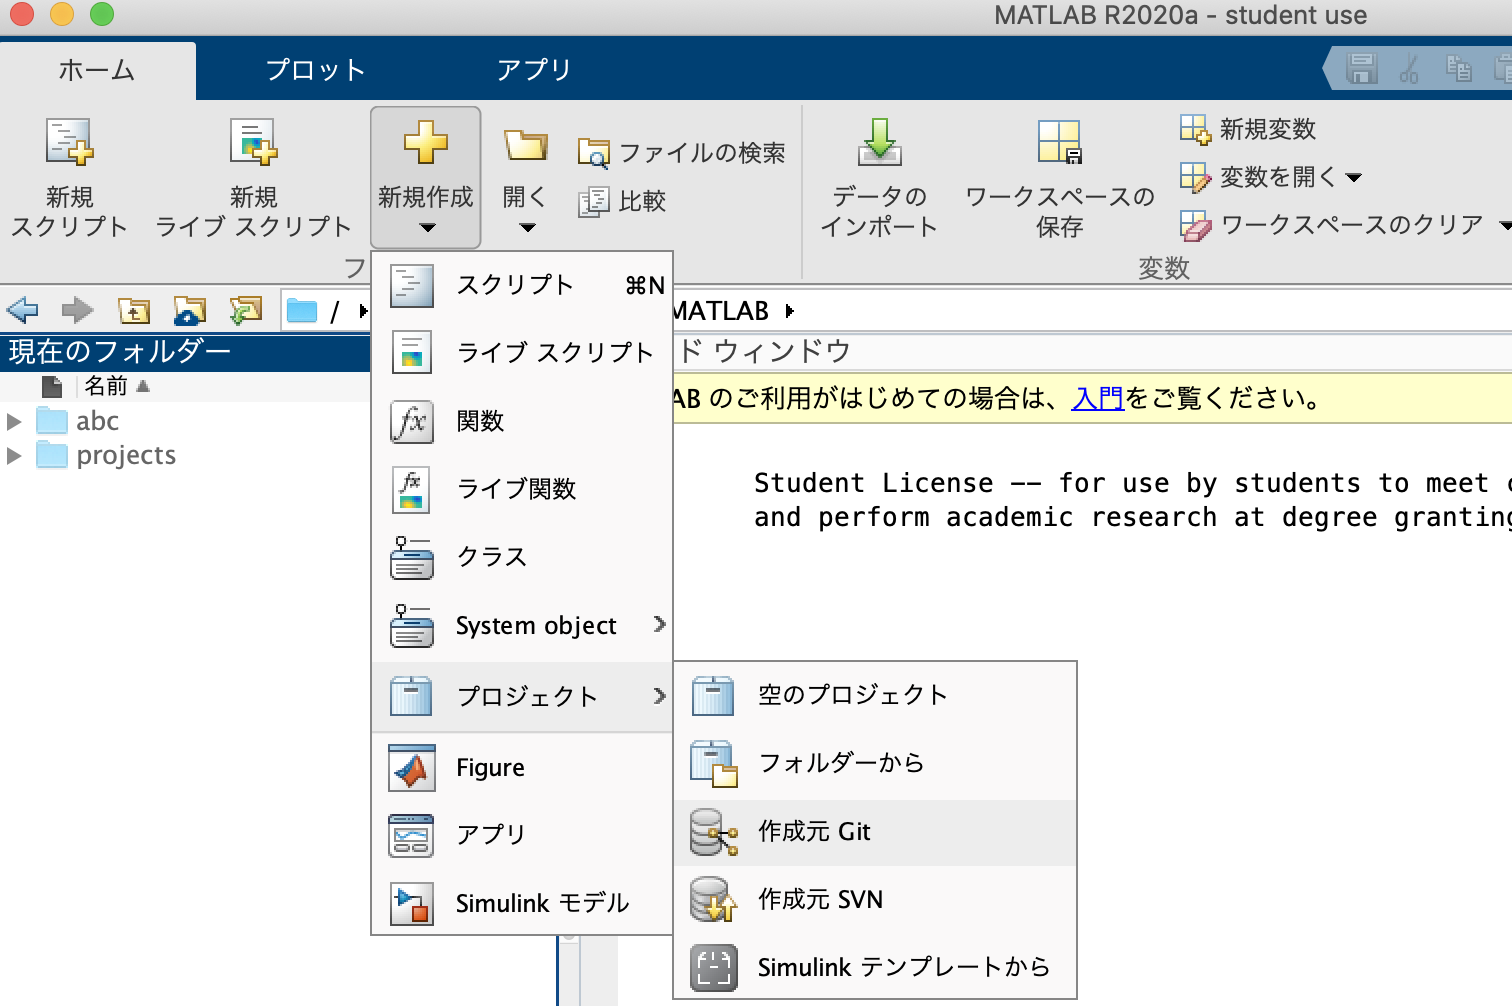 MATLAB R2020a - student use
ホーム
プロット
アプリ
新規
スクリプト
新規
ライブ スクリプト
新規作成
開く
ファイルの検索
比較
データの
インポート
ワークスペースの
保存
新規変数
変数を開く
ワークスペースのクリア
フ
変数
/
MATLAB
現在のフォルダー
名前
abc
projects
ド ウィンドウ
AB のご利用がはじめての場合は、入門をご覧ください。
Student License -- for use by students to meet
and perform academic research at degree granting
スクリプト ⌘N
ライブ スクリプト
fx 関数
fx ライブ関数
クラス
System object
プロジェクト
Figure
アプリ
Simulink モデル
空のプロジェクト
フォルダーから
作成元 Git
作成元 SVN
Simulink テンプレートから